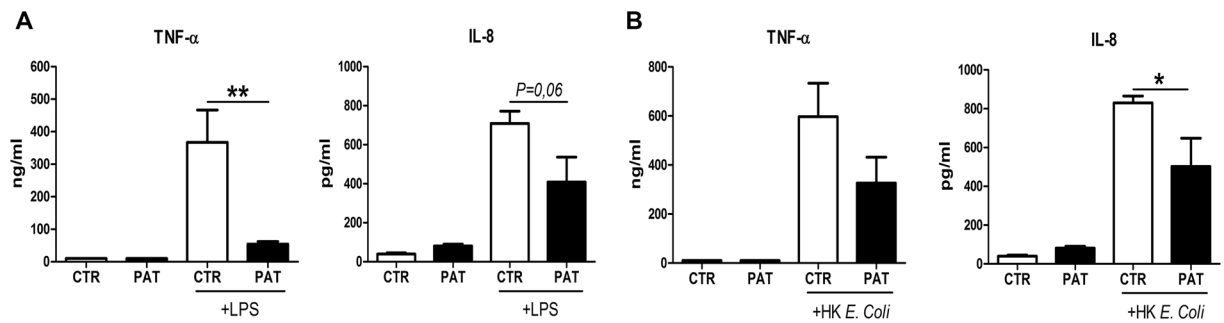 A
B
TNF-α
ng/ml
600
500
400
300
200
100
0
**
CTR
PAT
CTR
PAT
+LPS
IL-8
pg/ml
1000
800
600
400
200
0
P=0,06
CTR
PAT
CTR
PAT
+LPS
TNF-α
ng/ml
800
600
400
200
0
CTR
PAT
CTR
PAT
+HK E. Coli
IL-8
pg/ml
1000
800
600
400
200
0
*
CTR
PAT
CTR
PAT
+HK E. Coli